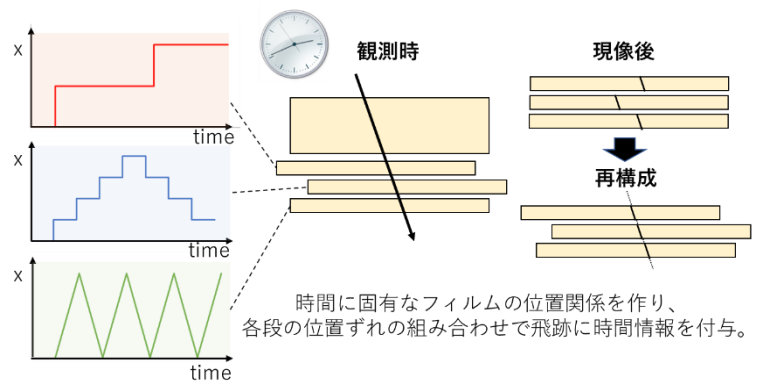 x
time
x
time
x
time
観測時
現像後
再構成
時間に固有なフィルムの位置関係を作り、
各段の位置ずれの組み合わせで飛跡に時間情報を付与。